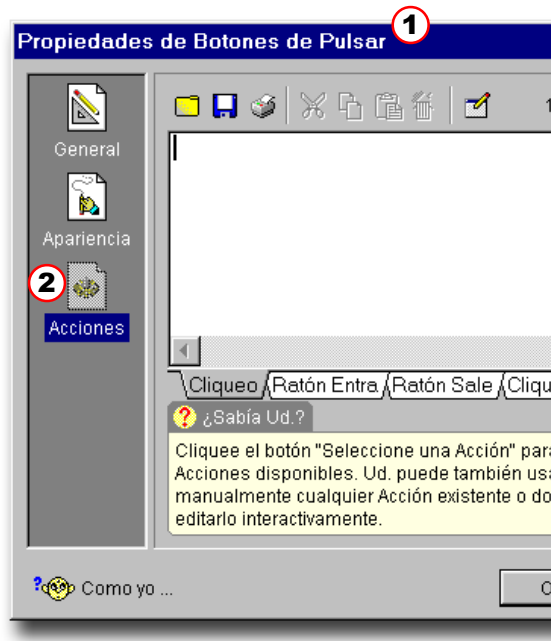 1
Propiedades de Botones de Pulsar
General
Apariencia
2
Acciones
Cliqueo Ratón Entra Ratón Sale
¿Sabía Ud.?
Cliquee el botón "Seleccione una Acción"
Acciones disponibles. Ud. puede también
manualmente cualquier Acción existente o
editarlo interactivamente.
Como yo ...